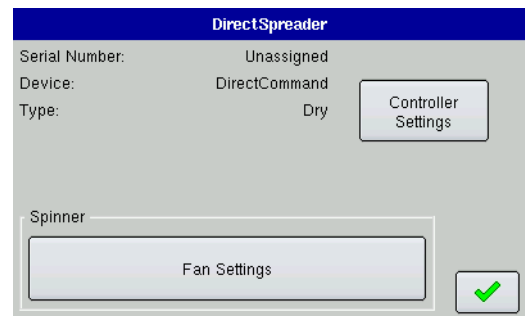 DirectSpreader
Serial Number: Unassigned
Device: DirectCommand
Type: Dry
Controller
Settings
Spinner
Fan Settings